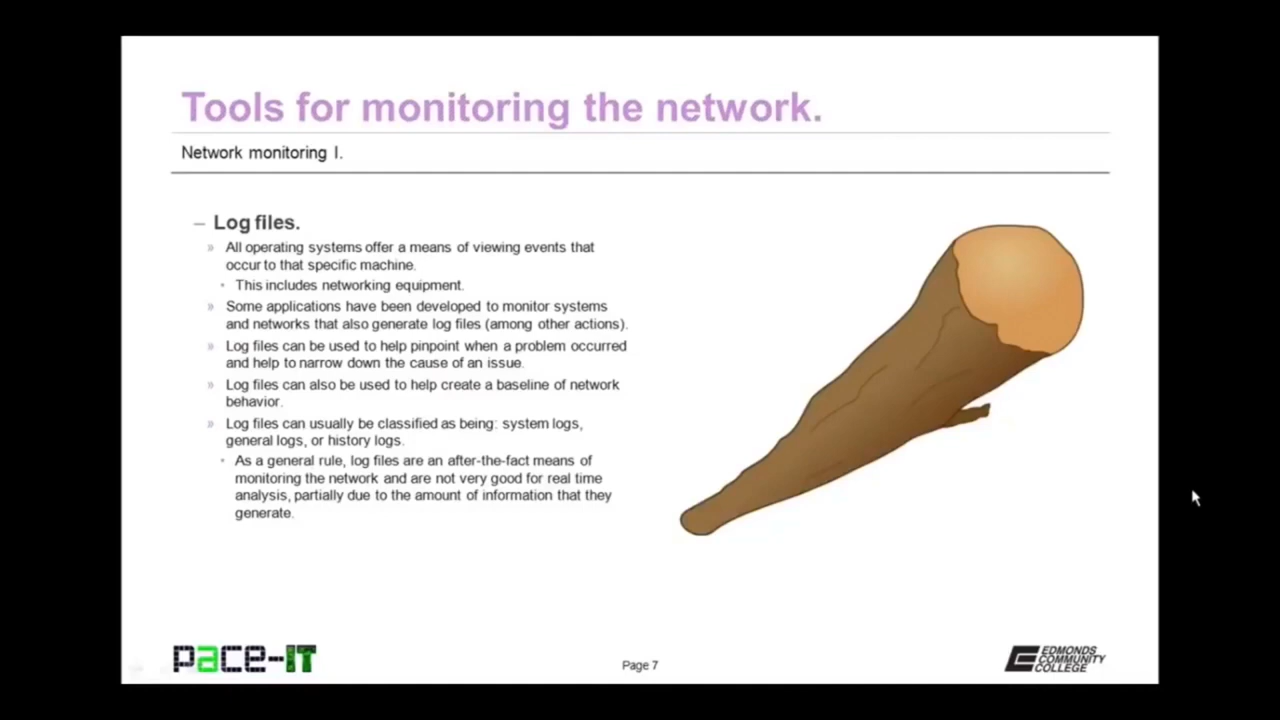 Tools for monitoring the network.
Network monitoring I.
– Log files.
» All operating systems offer a means of viewing events that
occur to that specific machine.
• This includes networking equipment.
» Some applications have been developed to monitor systems
and networks that also generate log files (among other actions).
» Log files can be used to help pinpoint when a problem occurred
and help to narrow down the cause of an issue.
» Log files can also be used to help create a baseline of network
behavior.
» Log files can usually be classified as being: system logs,
general logs, or history logs.
• As a general rule, log files are an after-the-fact means of
monitoring the network and are not very good for real time
analysis, partially due to the amount of information that they
generate.
pace-IT
Page 7
EDMONDS
COMMUNITY
COLLEGE